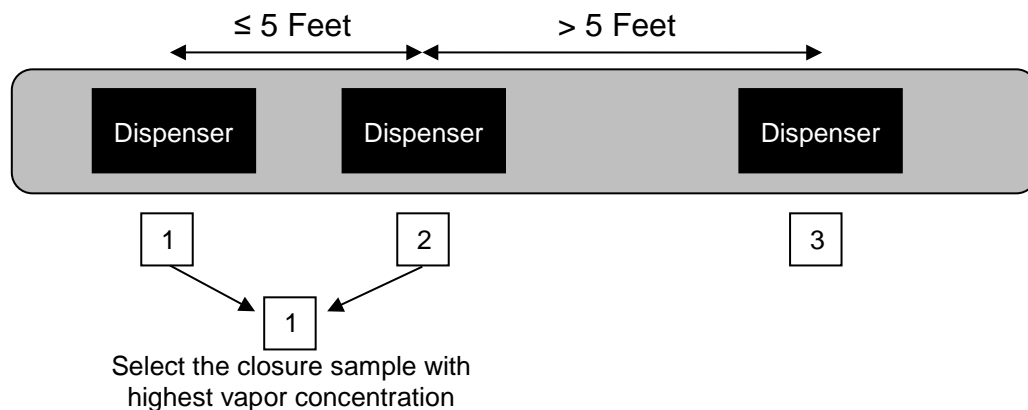 ≤ 5 Feet
> 5 Feet
Dispenser
Dispenser
Dispenser
1
2
3
1
Select the closure sample with
highest vapor concentration